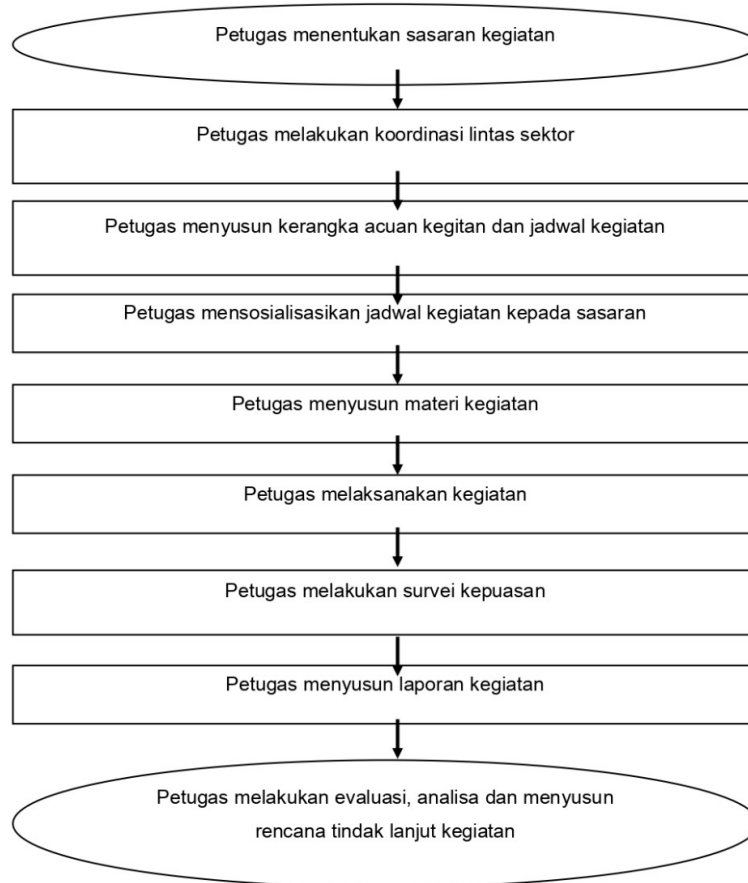 Petugas menentukan sasaran kegiatan
Petugas melakukan koordinasi lintas sektor
Petugas menyusun kerangka acuan kegitan dan jadwal kegiatan
Petugas mensosialisasikan jadwal kegiatan kepada sasaran
Petugas menyusun materi kegiatan
Petugas melaksanakan kegiatan
Petugas melakukan survei kepuasan
Petugas menyusun laporan kegiatan
Petugas melakukan evaluasi, analisa dan menyusun
rencana tindak lanjut kegiatan